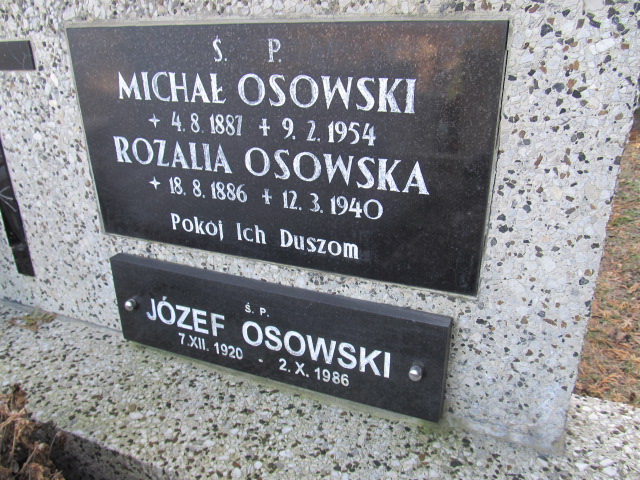 Ś. P.
MICHAŁ OSOWSKI
+ 4. 8. 1887 + 9. 2. 1954
ROZALIA OSOWSKA
+ 18. 8. 1886 + 12. 3. 1940
Pokój Ich Duszom
Ś. P.
JÓZEF OSOWSKI
7.XII. 1920 - 2. X. 1986